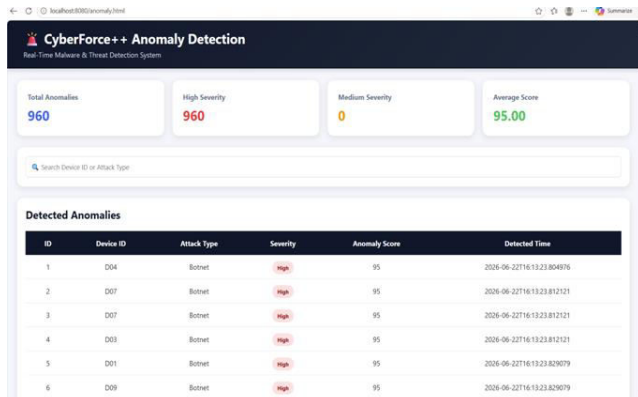 localhost:8080/anomaly.html
Summarize
CyberForce++ Anomaly Detection
Real-Time Malware & Threat Detection System
Total Anomalies High Severity Medium Severity Average Score
960 960 0 95.00
Search Device ID or Attack Type
Detected Anomalies
ID Device ID Attack Type Severity Anomaly Score Detected Time
1 D04 Botnet High 95 2026-06-22T16:13:23.804976
2 D07 Botnet High 95 2026-06-22T16:13:23.812121
3 D07 Botnet High 95 2026-06-22T16:13:23.812121
4 D03 Botnet High 95 2026-06-22T16:13:23.812121
5 D01 Botnet High 95 2026-06-22T16:13:23.829079
6 D09 Botnet High 95 2026-06-22T16:13:23.829079